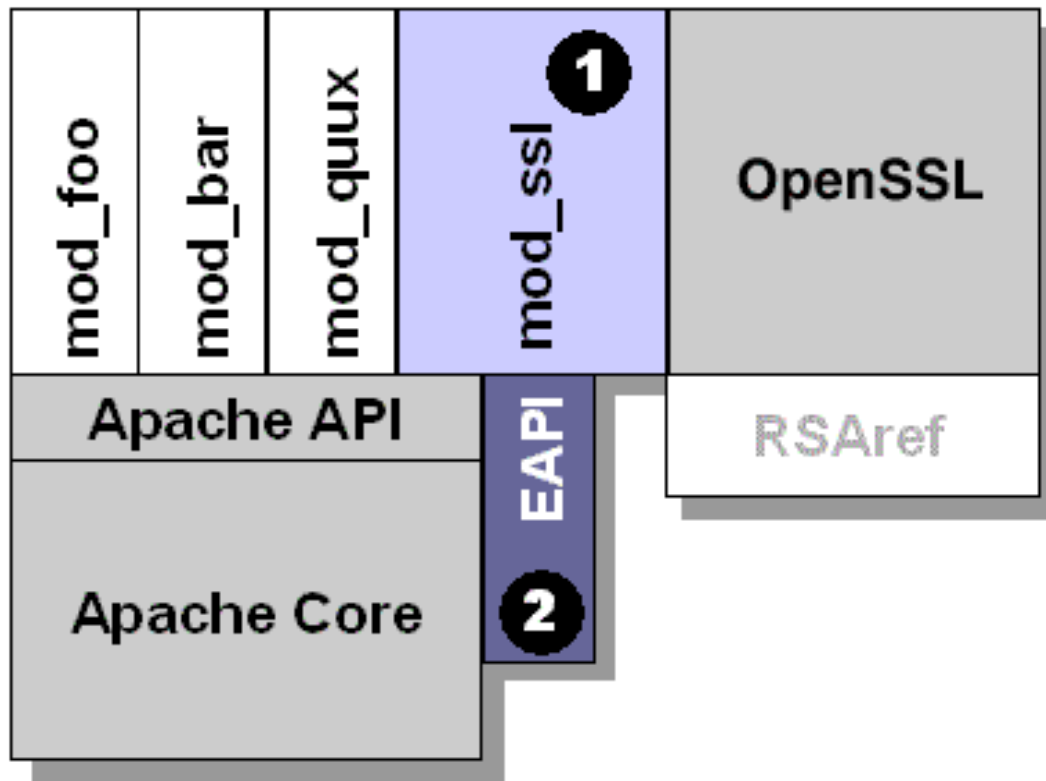 mod_foo
mod_bar
mod_quux
mod_ssl
1
OpenSSL
Apache API
EAPI
RSAref
Apache Core
2